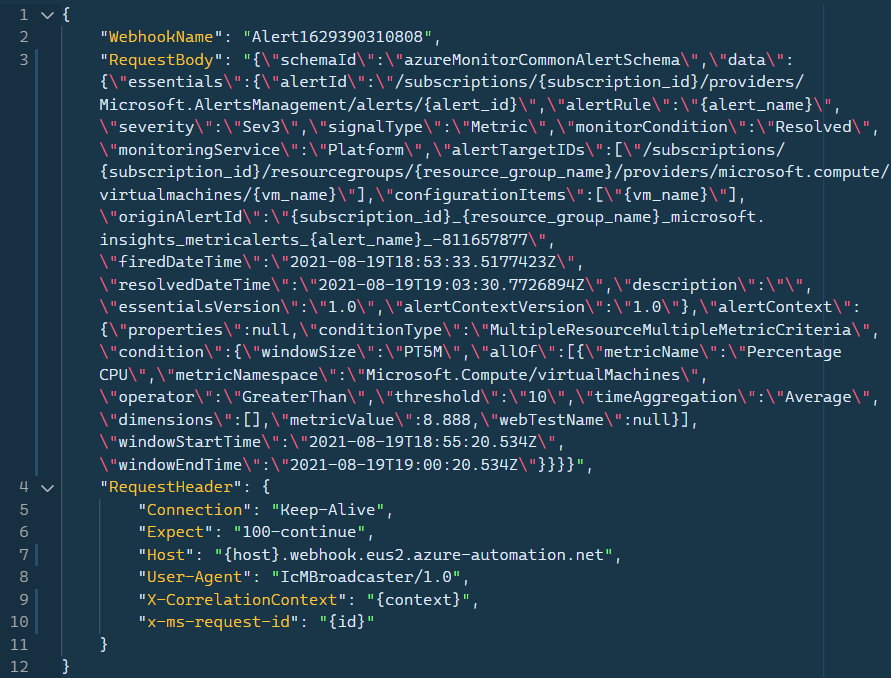 1 {
2 "WebhookName": "Alert1629390310808",
3 "RequestBody": "{\"schemaId\":\"azureMonitorCommonAlertSchema\",\"data\":
{\"essentials\":{\"alertId\":\"/subscriptions/{subscription_id}/providers/
Microsoft.AlertsManagement/alerts/{alert_id}\",\"alertRule\":\"{alert_name}\",
\"severity\":\"Sev3\",\"signalType\":\"Metric\",\"monitorCondition\":\"Resolved\",
\"monitoringService\":\"Platform\",\"alertTargetIDs\":[\"/subscriptions/
{subscription_id}/resourcegroups/{resource_group_name}/providers/microsoft.compute/
virtualmachines/{vm_name}\"],\"configurationItems\":[\"{vm_name}\"],
\"originAlertId\":\"{subscription_id}_{resource_group_name}_microsoft.
insights_metricalerts_{alert_name}_-811657877\",
\"firedDateTime\":\"2021-08-19T18:53:33.5177423Z\",
\"resolvedDateTime\":\"2021-08-19T19:03:30.7726894Z\",\"description\":\"\",
\"essentialsVersion\":\"1.0\",\"alertContextVersion\":\"1.0\"},\"alertContext\":
{\"properties\":null,\"conditionType\":\"MultipleResourceMultipleMetricCriteria\",
\"condition\":{\"windowSize\":\"PT5M\",\"allOf\":[{\"metricName\":\"Percentage
CPU\",\"metricNamespace\":\"Microsoft.Compute/virtualMachines\",
\"operator\":\"GreaterThan\",\"threshold\":\"10\",\"timeAggregation\":\"Average\",
\"dimensions\":[],\"metricValue\":8.888,\"webTestName\":null}],
\"windowStartTime\":\"2021-08-19T18:55:20.534Z\",
\"windowEndTime\":\"2021-08-19T19:00:20.534Z\"}}}}",
4 "RequestHeader": {
5 "Connection": "Keep-Alive",
6 "Expect": "100-continue",
7 "Host": "{host}.webhook.eus2.azure-automation.net",
8 "User-Agent": "IcMBroadcaster/1.0",
9 "X-CorrelationContext": "{context}",
10 "x-ms-request-id": "{id}"
11 }
12 }